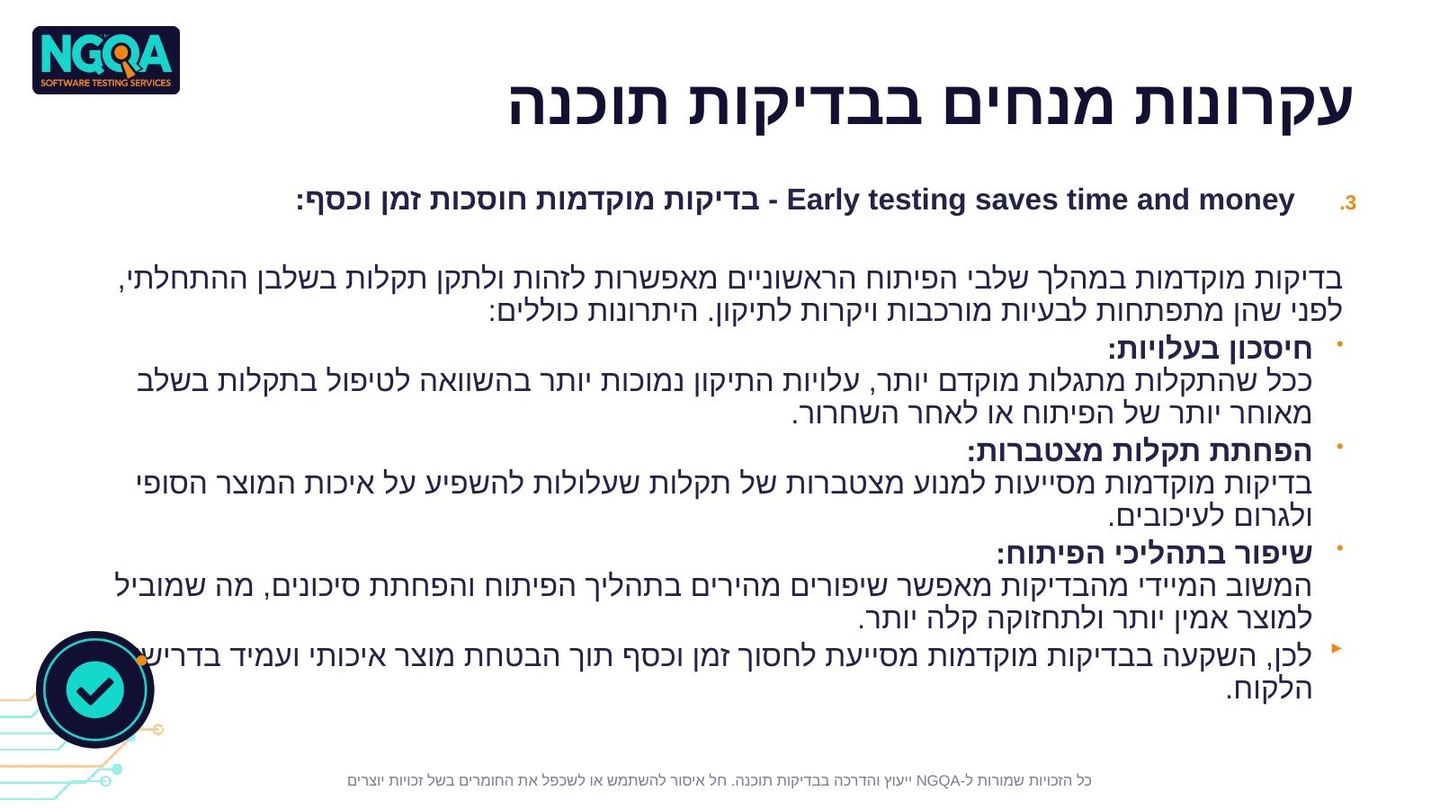 NGQA
SOFTWARE TESTING SERVICES
עקרונות מנחים בבדיקות תוכנה
3. Early testing saves time and money - בדיקות מוקדמות חוסכות זמן וכסף:
בדיקות מוקדמות במהלך שלבי הפיתוח הראשוניים מאפשרות לזהות ולתקן תקלות בשלבן ההתחלתי,
לפני שהן מתפתחות לבעיות מורכבות ויקרות לתיקון. היתרונות כוללים:
• חיסכון בעלויות:
ככל שהתקלות מתגלות מוקדם יותר, עלויות התיקון נמוכות יותר בהשוואה לטיפול בתקלות בשלב
מאוחר יותר של הפיתוח או לאחר השחרור.
• הפחתת תקלות מצטברות:
בדיקות מוקדמות מסייעות למנוע מצטברות של תקלות שעלולות להשפיע על איכות המוצר הסופי
ולגרום לעיכובים.
• שיפור בתהליכי הפיתוח:
המשוב המיידי מהבדיקות מאפשר שיפורים מהירים בתהליך הפיתוח והפחתת סיכונים, מה שמוביל
למוצר אמין יותר ולתחזוקה קלה יותר.
לכן, השקעה בבדיקות מוקדמות מסייעת לחסוך זמן וכסף תוך הבטחת מוצר איכותי ועמיד
הלקוח.
כל הזכויות שמורות ל-NGQA ייעוץ והדרכה בבדיקות תוכנה. חל איסור להשתמש או לשכפל את החומרים בשל זכויות יוצרים